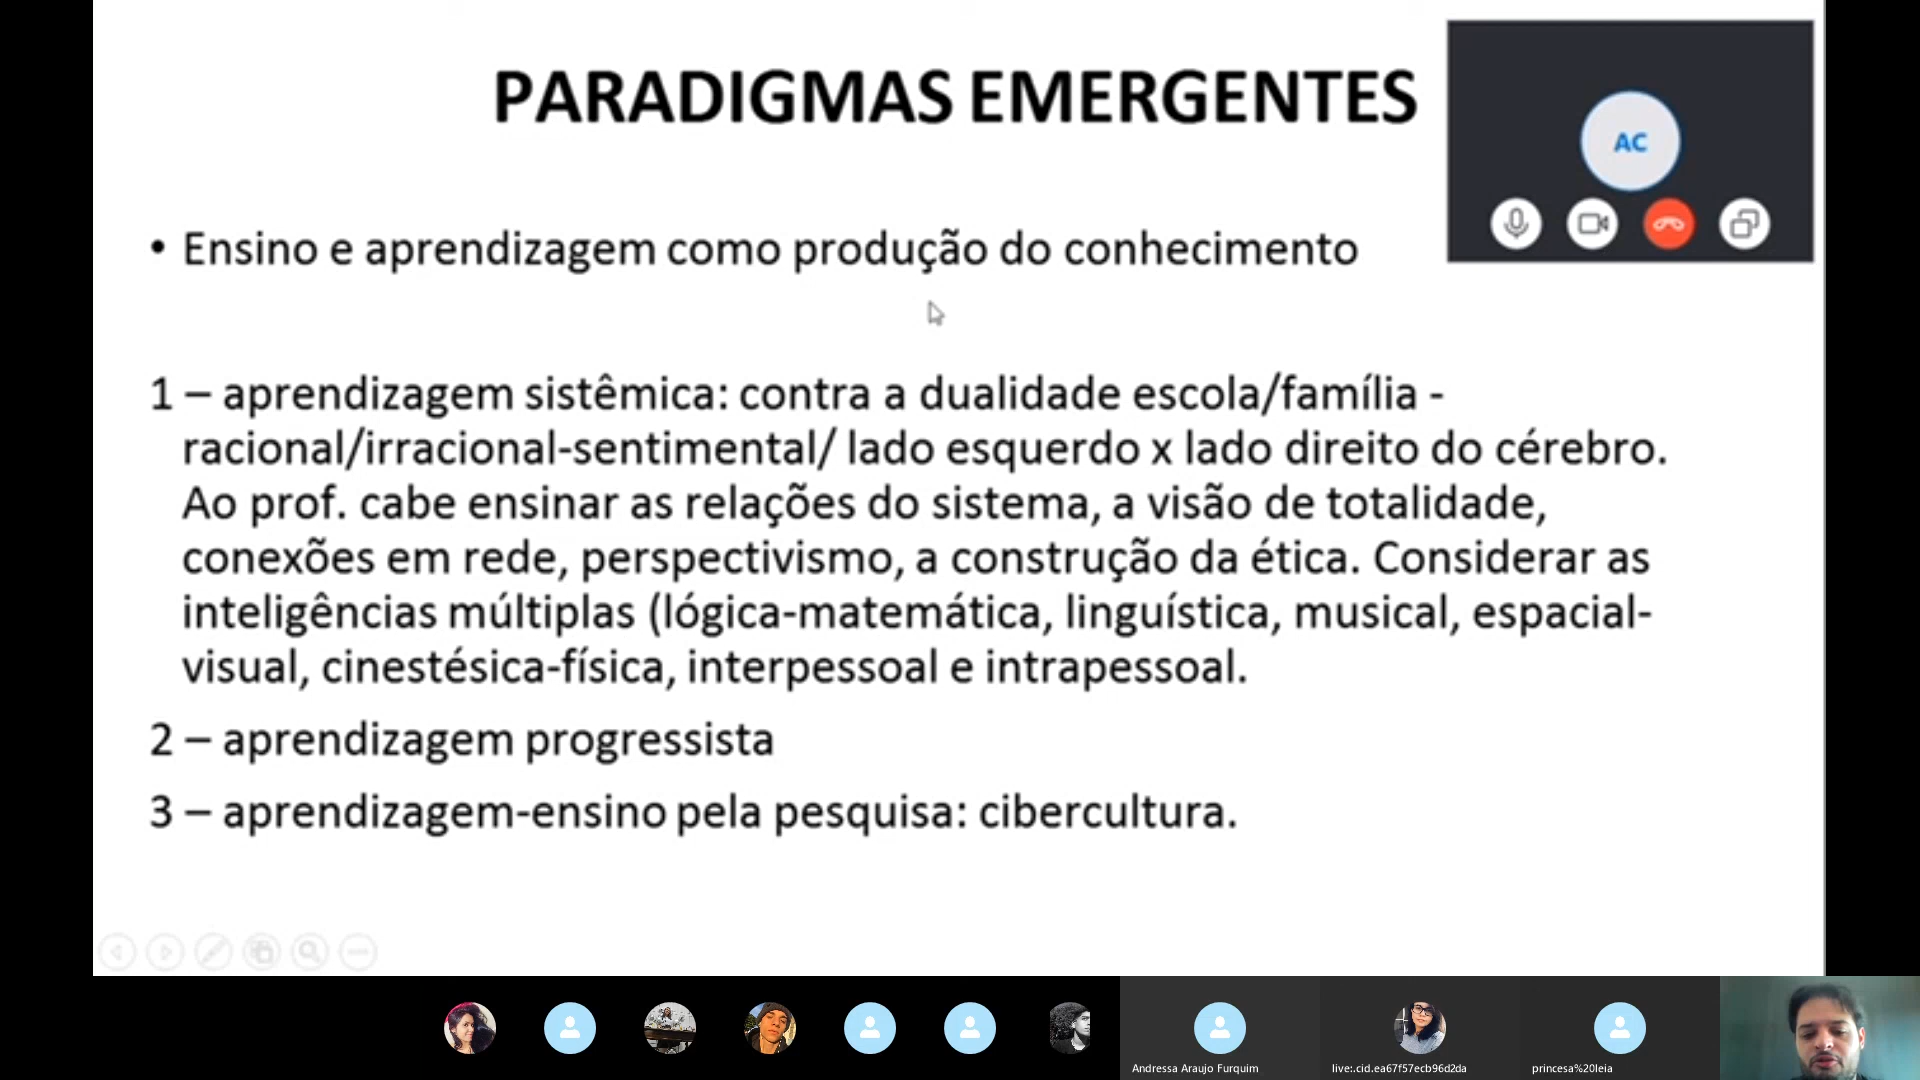 PARADIGMAS EMERGENTES
AC
• Ensino e aprendizagem como produção do conhecimento
1 – aprendizagem sistêmica: contra a dualidade escola/família -
racional/irracional-sentimental/ lado esquerdo x lado direito do cérebro.
Ao prof. cabe ensinar as relações do sistema, a visão de totalidade,
conexões em rede, perspectivismo, a construção da ética. Considerar as
inteligências múltiplas (lógica-matemática, linguística, musical, espacial-
visual, cinestésica-física, interpessoal e intrapessoal.
2 – aprendizagem progressista
3 – aprendizagem-ensino pela pesquisa: cibercultura.
Andressa Araujo Furquim
live:.cid.ea67f57ecb96d2da
princesa%20leia